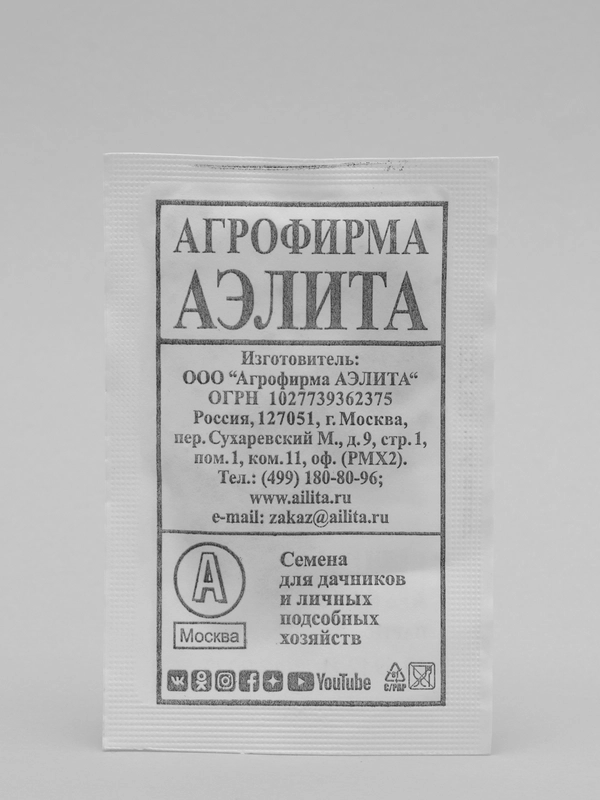 АГРОФИРМА
АЭЛИТА
Изготовитель:
ООО “Агрофирма АЭЛИТА“
ОГРН 1027739362375
Россия, 127051, г. Москва,
пер. Сухаревский М., д. 9, стр. 1,
пом. 1, ком. 11, оф. (РМХ2).
Тел.: (499) 180-80-96;
www.ailita.ru
e-mail: zakaz@ailita.ru
А
Москва
Семена
для дачников
и личных
подсобных
хозяйств
YouTube
C/PAP